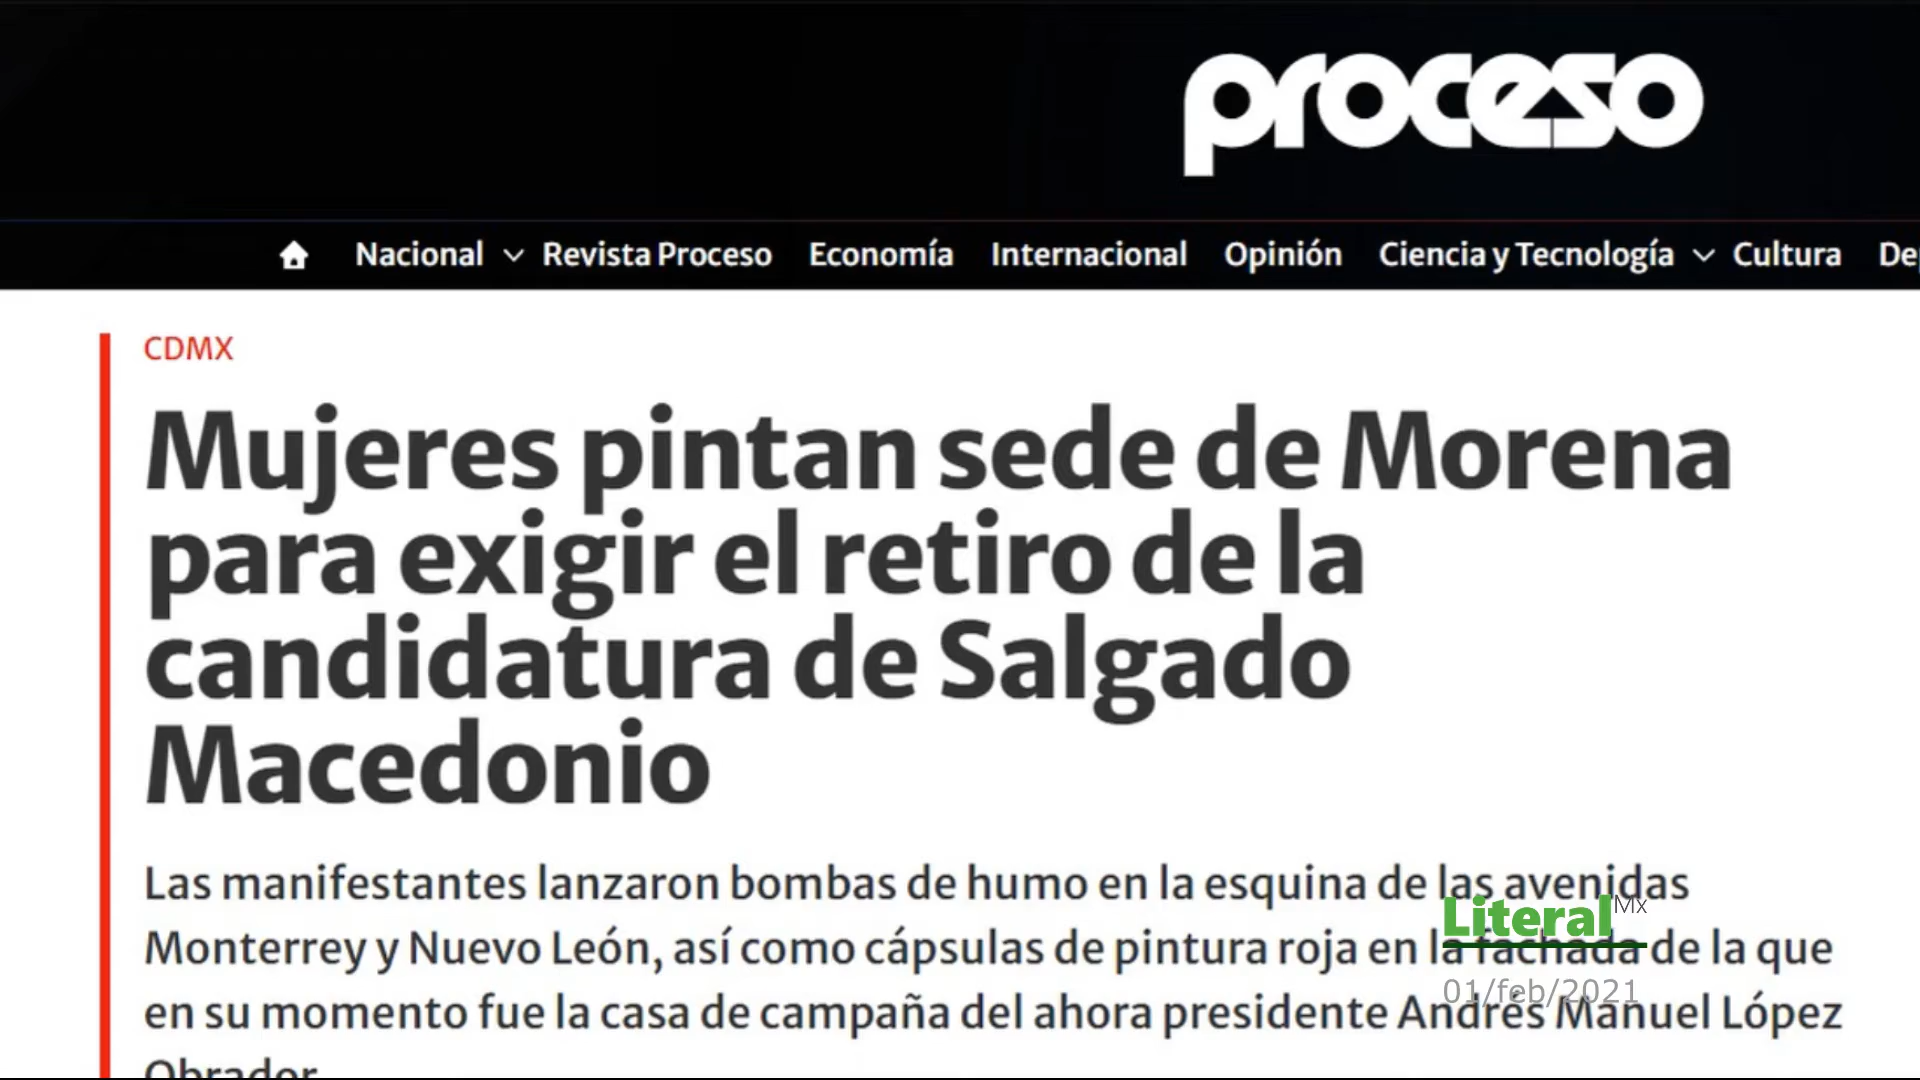 proceso
Nacional Revista Proceso Economía Internacional Opinión Ciencia y Tecnología Cultura
CDMX
Mujeres pintan sede de Morena
para exigir el retiro de la
candidatura de Salgado
Macedonio
Las manifestantes lanzaron bombas de humo en la esquina de las avenidas
Literal Mx
Monterrey y Nuevo León, así como cápsulas de pintura roja en la fachada de la que
01/feb/2021
en su momento fue la casa de campaña del ahora presidente Andrés Manuel López
Obrador